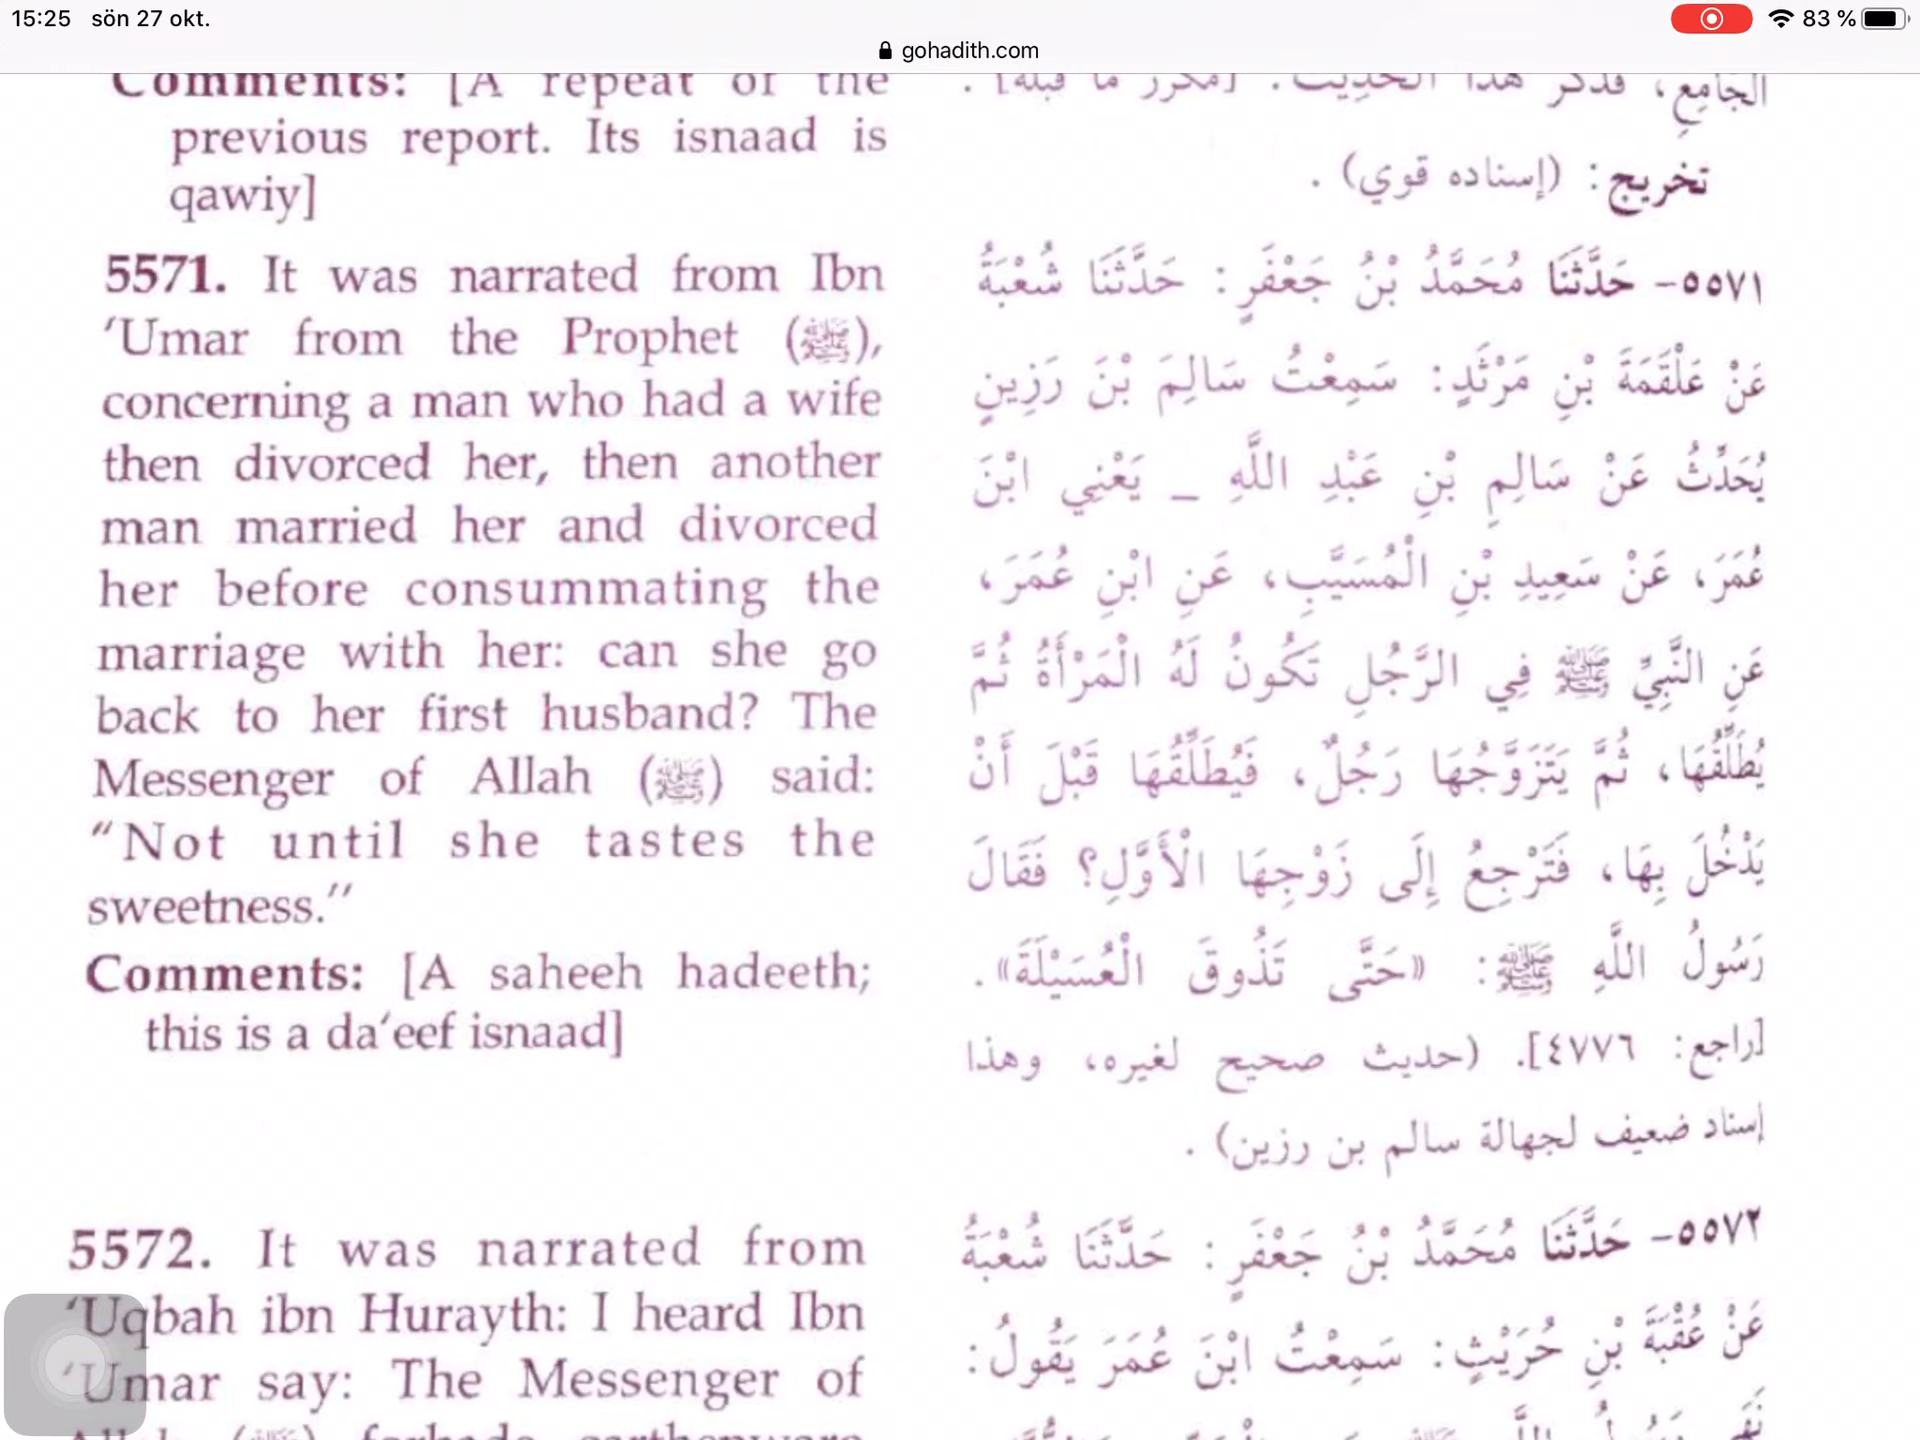 15:25 sön 27 okt.
83 %
gohadith.com
Comments: [A repeat of the
previous report. Its isnaad is
qawiy]
5571. It was narrated from Ibn
'Umar from the Prophet (ﷺ),
concerning a man who had a wife
then divorced her, then another
man married her and divorced
her before consummating the
marriage with her: can she go
back to her first husband? The
Messenger of Allah (ﷺ) said:
"Not until she tastes the
sweetness."
Comments: [A saheeh hadeeth;
this is a da'eef isnaad]
5572. It was narrated from
'Uqbah ibn Hurayth: I heard Ibn
'Umar say: The Messenger of
الجَامِعِ، فذكر هذا الحديث. [مكرر ما قبله].
تخريج: (إسناده قوي).
٥٥٧١- حَدَّثَنَا مُحَمَّدُ بْنُ جَعْفَرٍ: حَدَّثَنَا شُعْبَةُ
عَنْ عَلْقَمَةَ بْنِ مَرْثَدٍ: سَمِعْتُ سَالِمَ بْنَ رَزِينٍ
يُحَدِّثُ عَنْ سَالِمِ بْنِ عَبْدِ اللَّهِ _ يَعْنِي ابْنَ
عُمَرَ، عَنْ سَعِيدِ بْنِ الْمُسَيَّبِ، عَنِ ابْنِ عُمَرَ،
عَنِ النَّبِيِّ ﷺ فِي الرَّجُلِ تَكُونُ لَهُ الْمَرْأَةُ ثُمَّ
يُطَلِّقُهَا، ثُمَّ يَتَزَوَّجُهَا رَجُلٌ، فَيُطَلِّقُهَا قَبْلَ أَنْ
يَدْخُلَ بِهَا، فَتَرْجِعُ إِلَى زَوْجِهَا الْأَوَّلِ؟ فَقَالَ
رَسُولُ اللَّهِ ﷺ: «حَتَّى تَذُوقَ الْعُسَيْلَةَ».
[راجع: ٤٧٧٦]. (حديث صحيح لغيره، وهذا
إسناد ضعيف لجهالة سالم بن رزين).
٥٥٧٢- حَدَّثَنَا مُحَمَّدُ بْنُ جَعْفَرٍ: حَدَّثَنَا شُعْبَةُ
عَنْ عُقْبَةَ بْنِ حُرَيْثٍ: سَمِعْتُ ابْنَ عُمَرَ يَقُولُ: